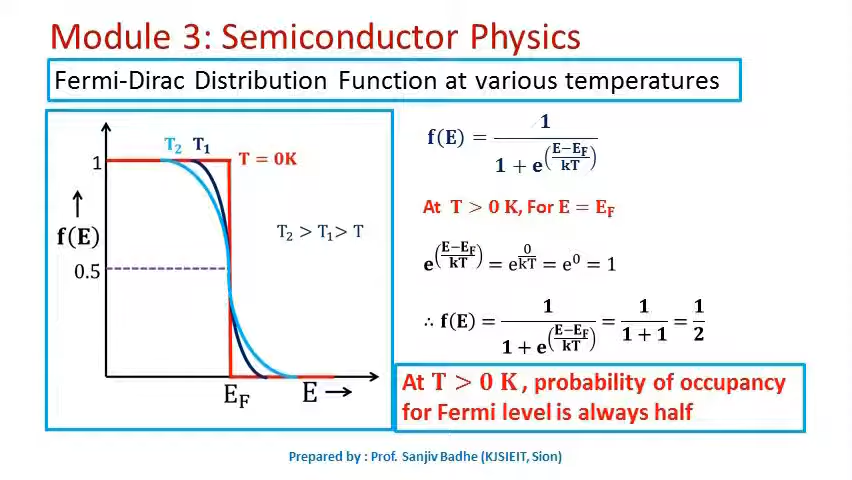 Module 3: Semiconductor Physics
Fermi-Dirac Distribution Function at various temperatures
T₂ T₁
1
T = 0K
f(E)
T₂ > T₁ > T
0.5
E_F E →
f(E) = 1 / (1 + e^((E−E_F)/kT))
At T > 0 K, For E = E_F
e^((E−E_F)/kT) = e^(0/kT) = e⁰ = 1
∴ f(E) = 1 / (1 + e^((E−E_F)/kT)) = 1 / (1 + 1) = 1/2
At T > 0 K , probability of occupancy
for Fermi level is always half
Prepared by : Prof. Sanjiv Badhe (KJSIEIT, Sion)